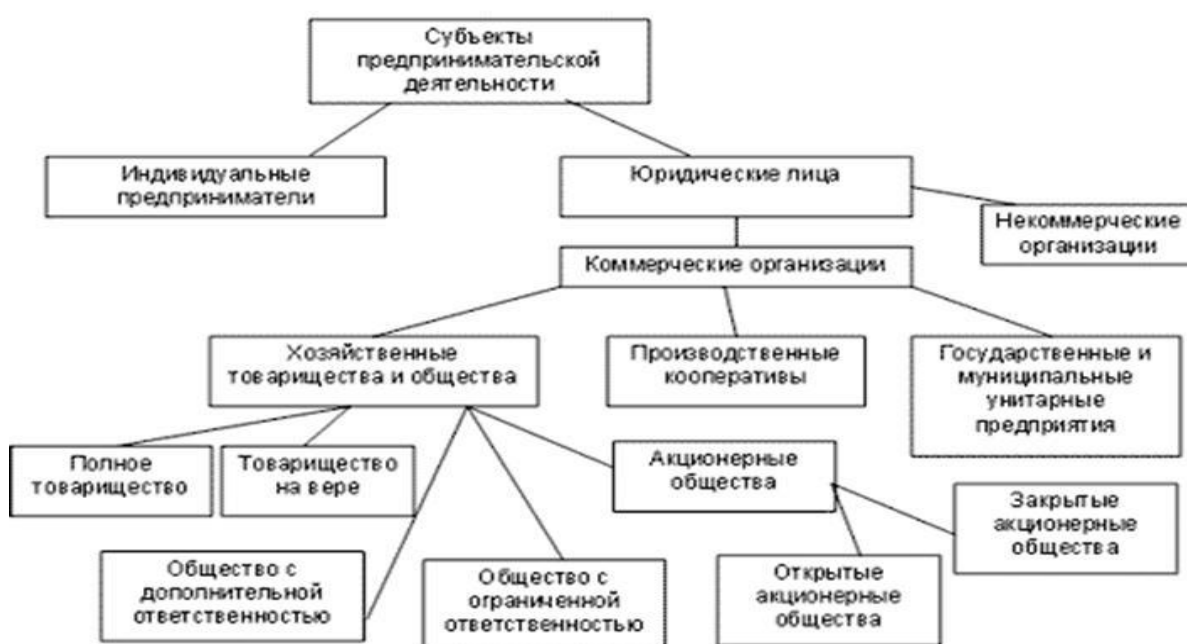 Субъекты
предпринимательской
деятельности
Индивидуальные
предприниматели
Юридические лица
Некоммерческие
организации
Коммерческие организации
Хозяйственные
товарищества и общества
Производственные
кооперативы
Государственные и
муниципальные
унитарные
предприятия
Полное
товарищество
Товарищество
на вере
Акционерные
общества
Закрытые
акционерные
общества
Общество с
дополнительной
ответственностью
Общество с
ограниченной
ответственностью
Открытые
акционерные
общества